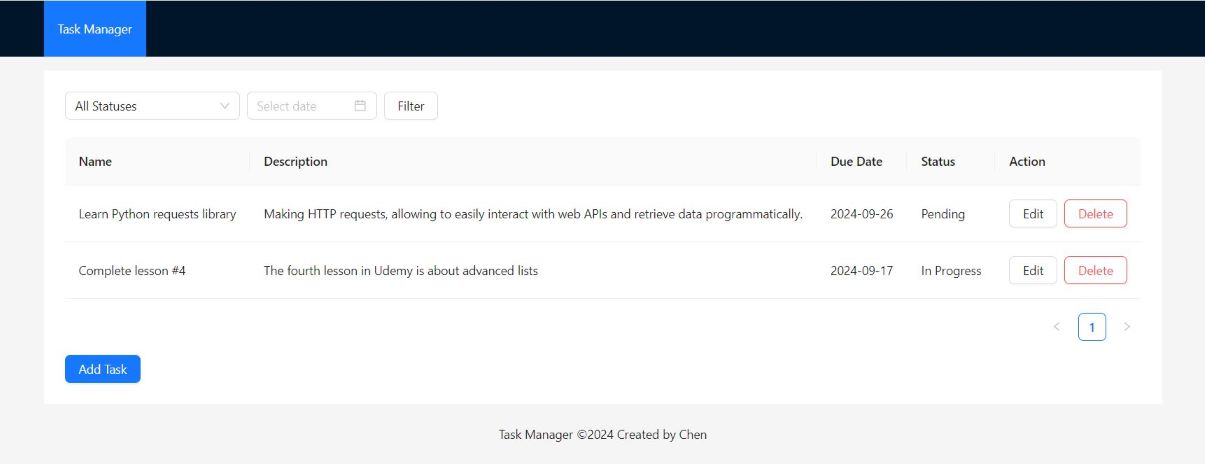 Task Manager
All Statuses Select date Filter
Name Description Due Date Status Action
Learn Python requests library Making HTTP requests, allowing to easily interact with web APIs and retrieve data programmatically. 2024-09-26 Pending Edit Delete
Complete lesson #4 The fourth lesson in Udemy is about advanced lists 2024-09-17 In Progress Edit Delete
1
Add Task
Task Manager ©2024 Created by Chen